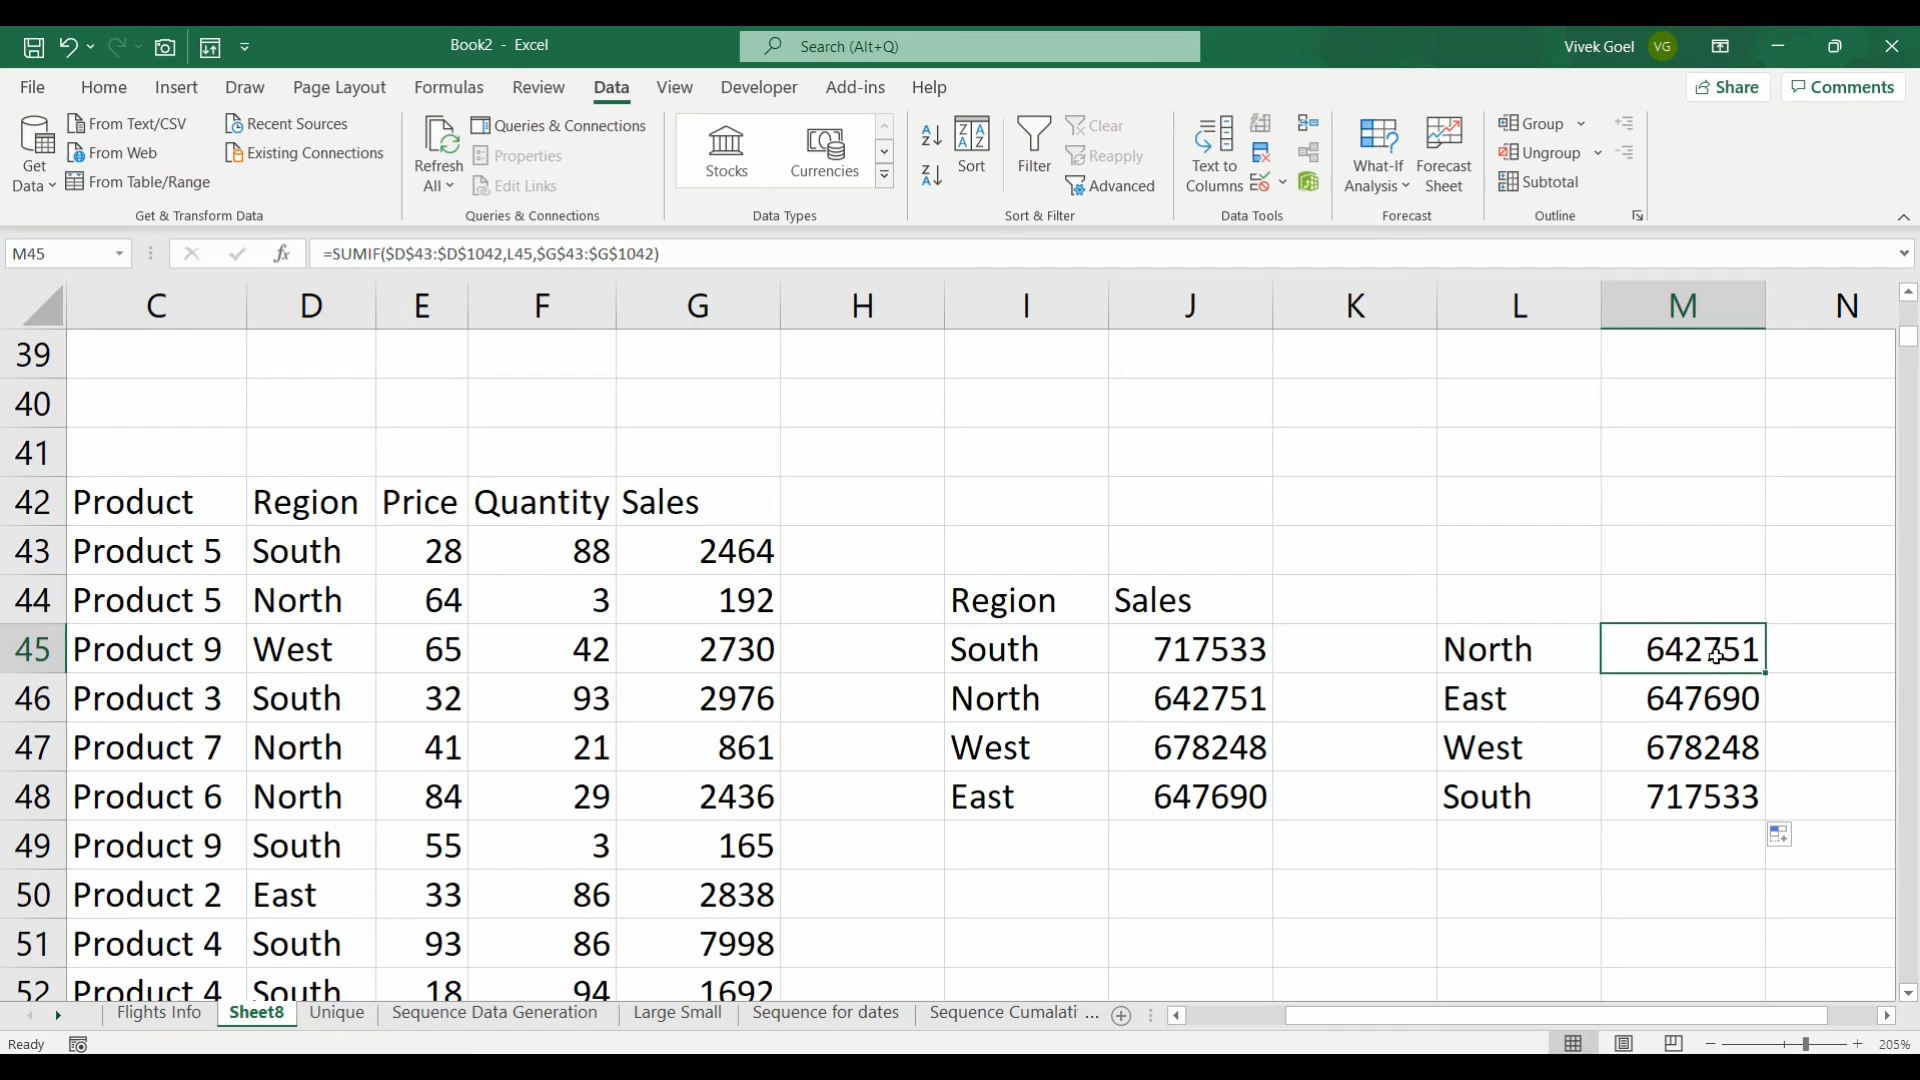 Book2 - Excel
Search (Alt+Q)
Vivek Goel
VG
File Home Insert Draw Page Layout Formulas Review Data View Developer Add-ins Help
Share
Comments
Get Data
From Text/CSV
From Web
From Table/Range
Recent Sources
Existing Connections
Get & Transform Data
Refresh All
Queries & Connections
Properties
Edit Links
Queries & Connections
Stocks
Currencies
Data Types
Sort
Filter
Clear
Reapply
Advanced
Sort & Filter
Text to Columns
Data Tools
What-If Analysis
Forecast Sheet
Forecast
Group
Ungroup
Subtotal
Outline
M45
fx
=SUMIF($D$43:$D$1042,L45,$G$43:$G$1042)
C D E F G H I J K L M N
39
40
41
42 Product Region Price Quantity Sales
43 Product 5 South 28 88 2464
44 Product 5 North 64 3 192 Region Sales
45 Product 9 West 65 42 2730 South 717533 North 642751
46 Product 3 South 32 93 2976 North 642751 East 647690
47 Product 7 North 41 21 861 West 678248 West 678248
48 Product 6 North 84 29 2436 East 647690 South 717533
49 Product 9 South 55 3 165
50 Product 2 East 33 86 2838
51 Product 4 South 93 86 7998
52 Product 4 South 18 94 1692
Flights Info Sheet8 Unique Sequence Data Generation Large Small Sequence for dates Sequence Cumalati ...
Ready
205%